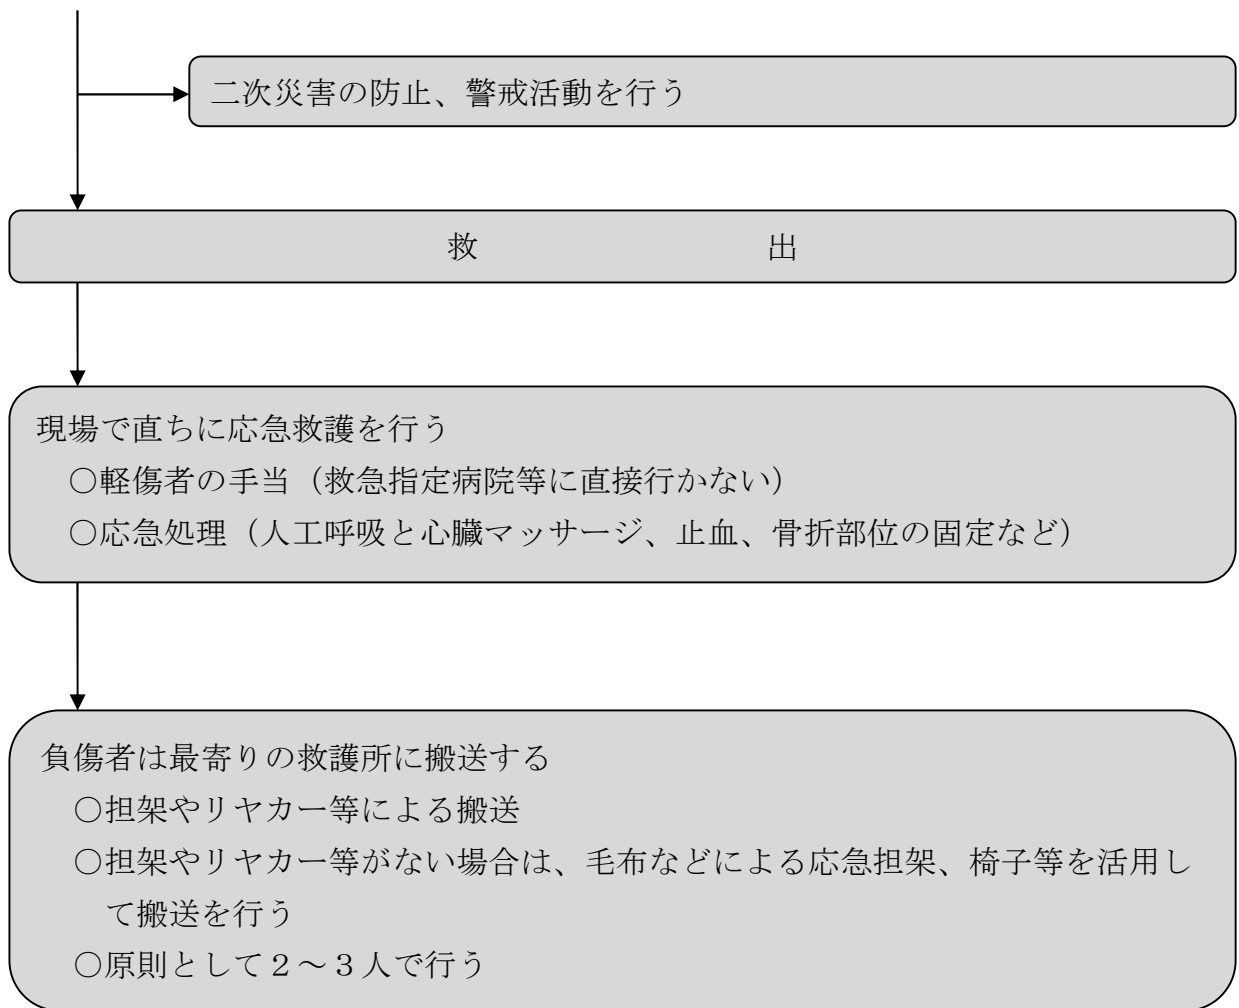 二次災害の防止、警戒活動を行う
救　　　　　　　　　出
現場で直ちに応急救護を行う
○軽傷者の手当（救急指定病院等に直接行かない）
○応急処理（人工呼吸と心臓マッサージ、止血、骨折部位の固定など）
負傷者は最寄りの救護所に搬送する
○担架やリヤカー等による搬送
○担架やリヤカー等がない場合は、毛布などによる応急担架、椅子等を活用し
て搬送を行う
○原則として２～３人で行う